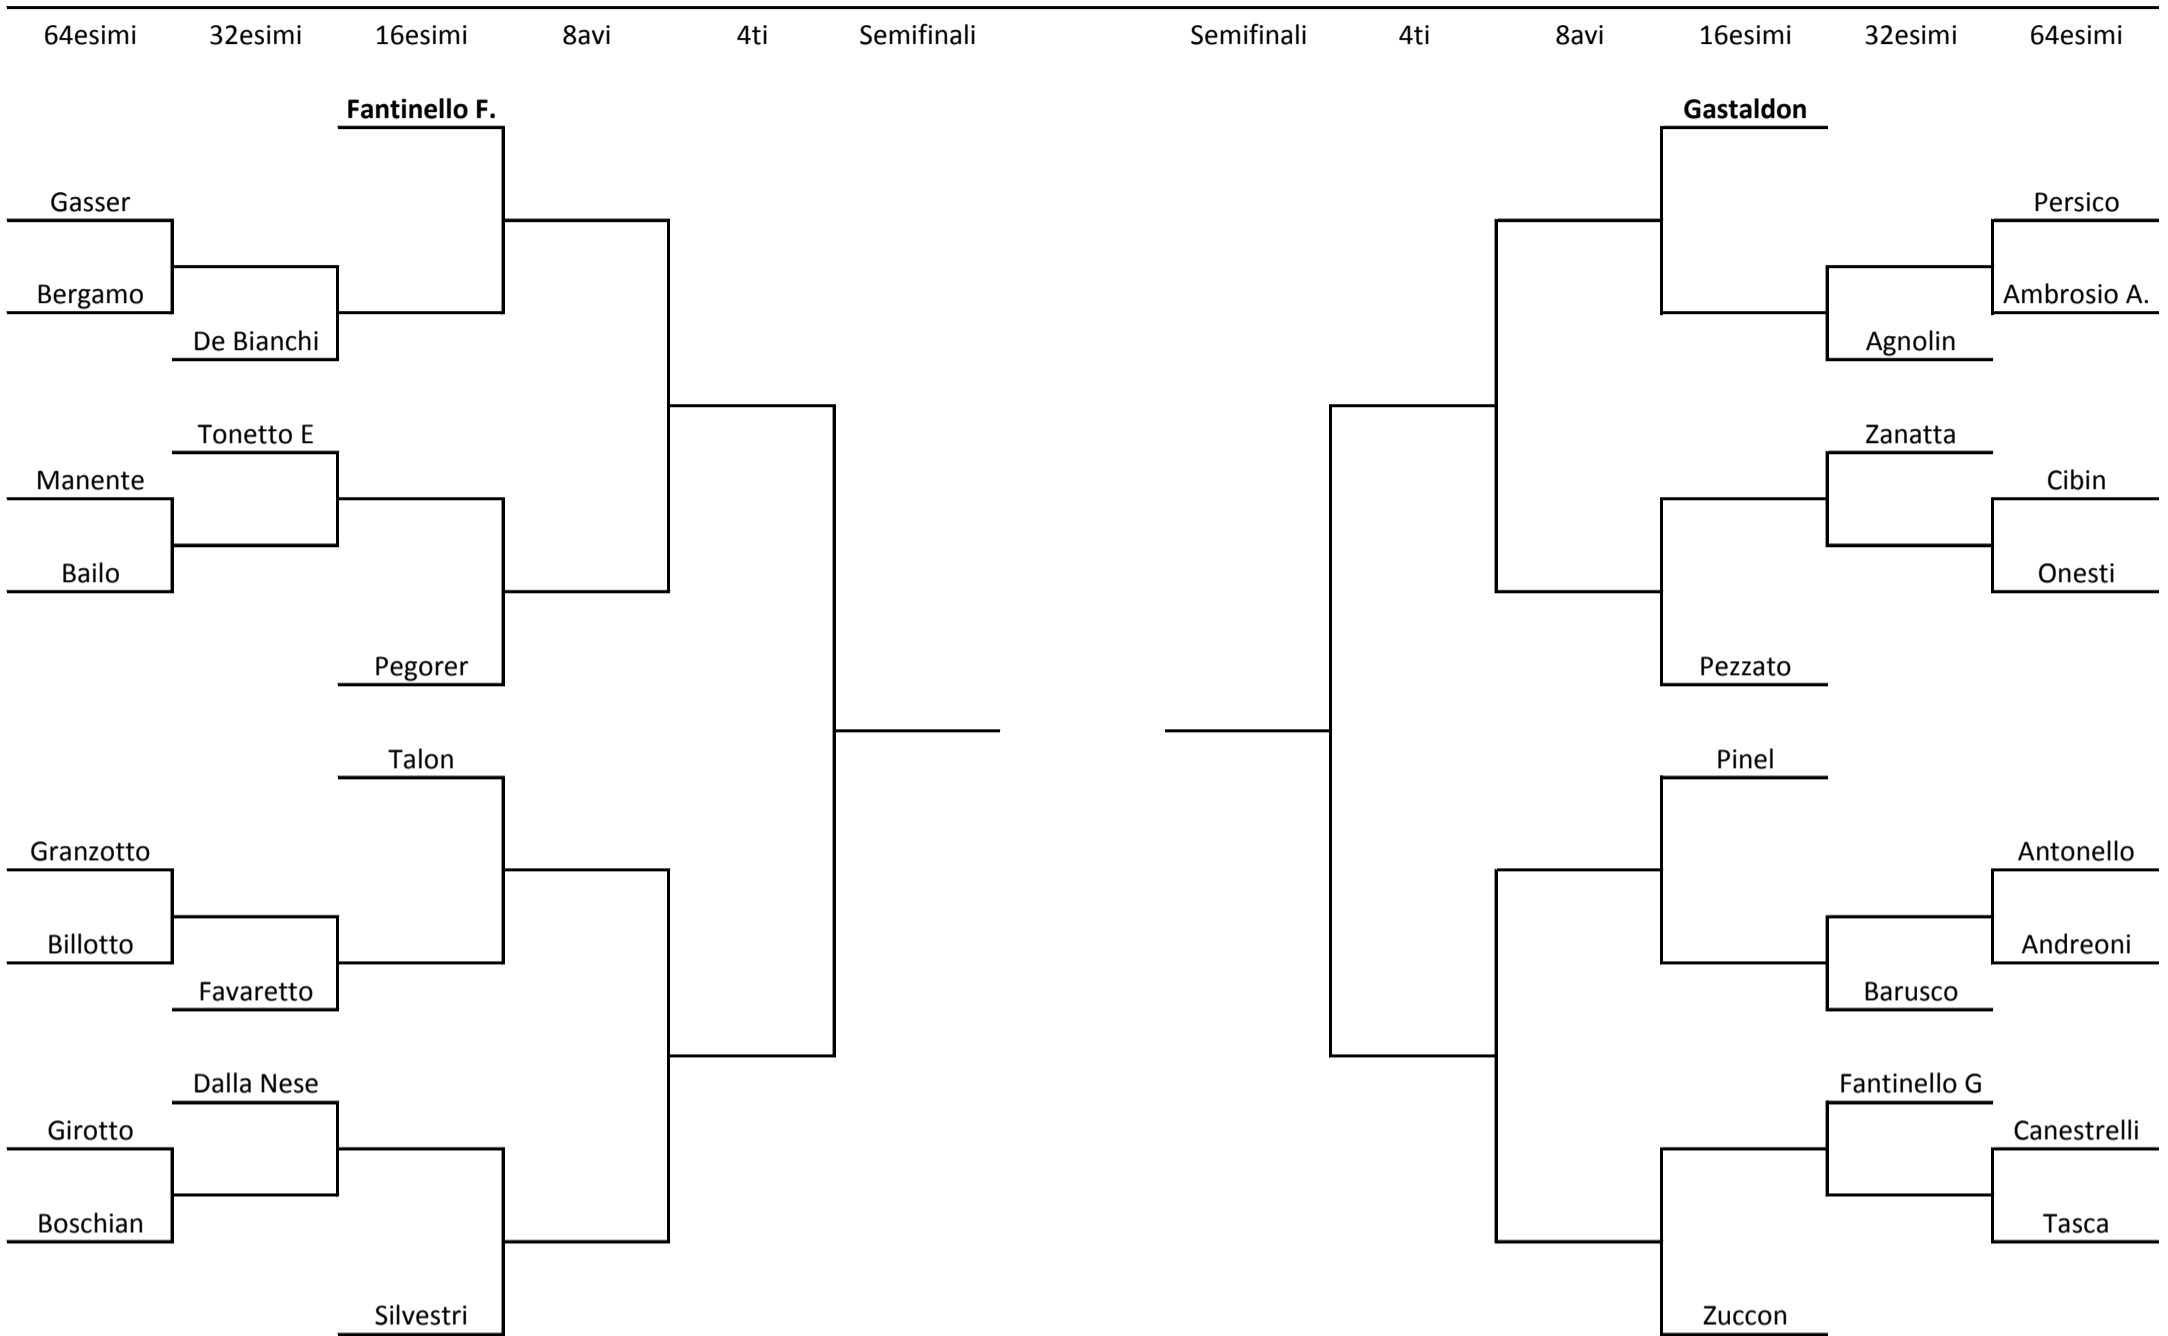 64esimi 32esimi 16esimi 8avi 4ti Semifinali Semifinali 4ti 8avi 16esimi 32esimi 64esimi
Fantinello F. Gastaldon
Gasser Persico
Bergamo Ambrosio A.
De Bianchi Agnolin
Tonetto E Zanatta
Manente Cibin
Bailo Onesti
Pegorer Pezzato
Talon Pinel
Granzotto Antonello
Billotto Andreoni
Favaretto Barusco
Dalla Nese Fantinello G
Girotto Canestrelli
Boschian Tasca
Silvestri Zuccon